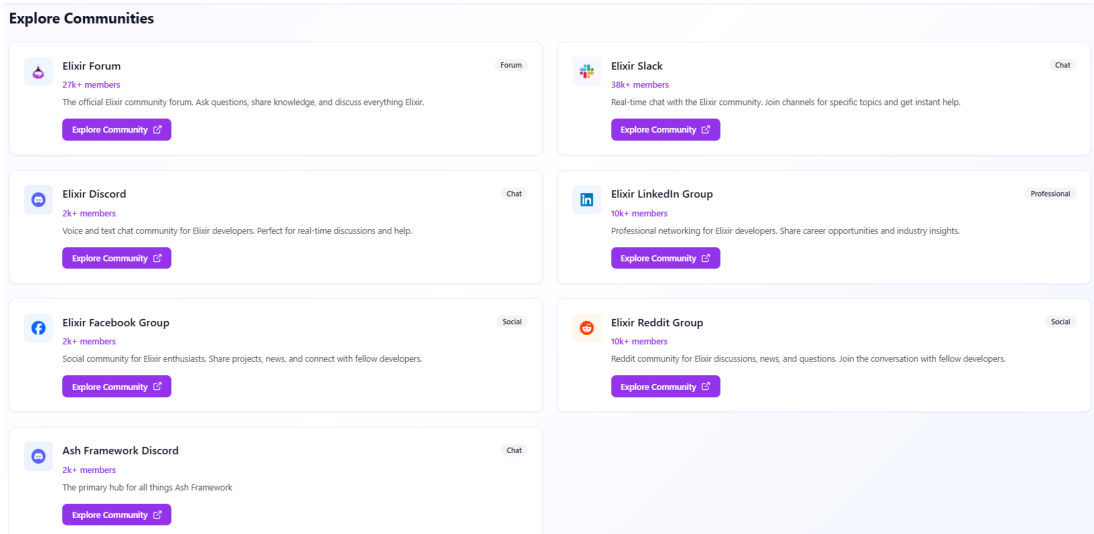 Explore Communities
Elixir Forum
Forum
27k+ members
The official Elixir community forum. Ask questions, share knowledge, and discuss everything Elixir.
Explore Community
Elixir Slack
Chat
38k+ members
Real-time chat with the Elixir community. Join channels for specific topics and get instant help.
Explore Community
Elixir Discord
Chat
2k+ members
Voice and text chat community for Elixir developers. Perfect for real-time discussions and help.
Explore Community
Elixir LinkedIn Group
Professional
10k+ members
Professional networking for Elixir developers. Share career opportunities and industry insights.
Explore Community
Elixir Facebook Group
Social
2k+ members
Social community for Elixir enthusiasts. Share projects, news, and connect with fellow developers.
Explore Community
Elixir Reddit Group
Social
10k+ members
Reddit community for Elixir discussions, news, and questions. Join the conversation with fellow developers.
Explore Community
Ash Framework Discord
Chat
2k+ members
The primary hub for all things Ash Framework
Explore Community